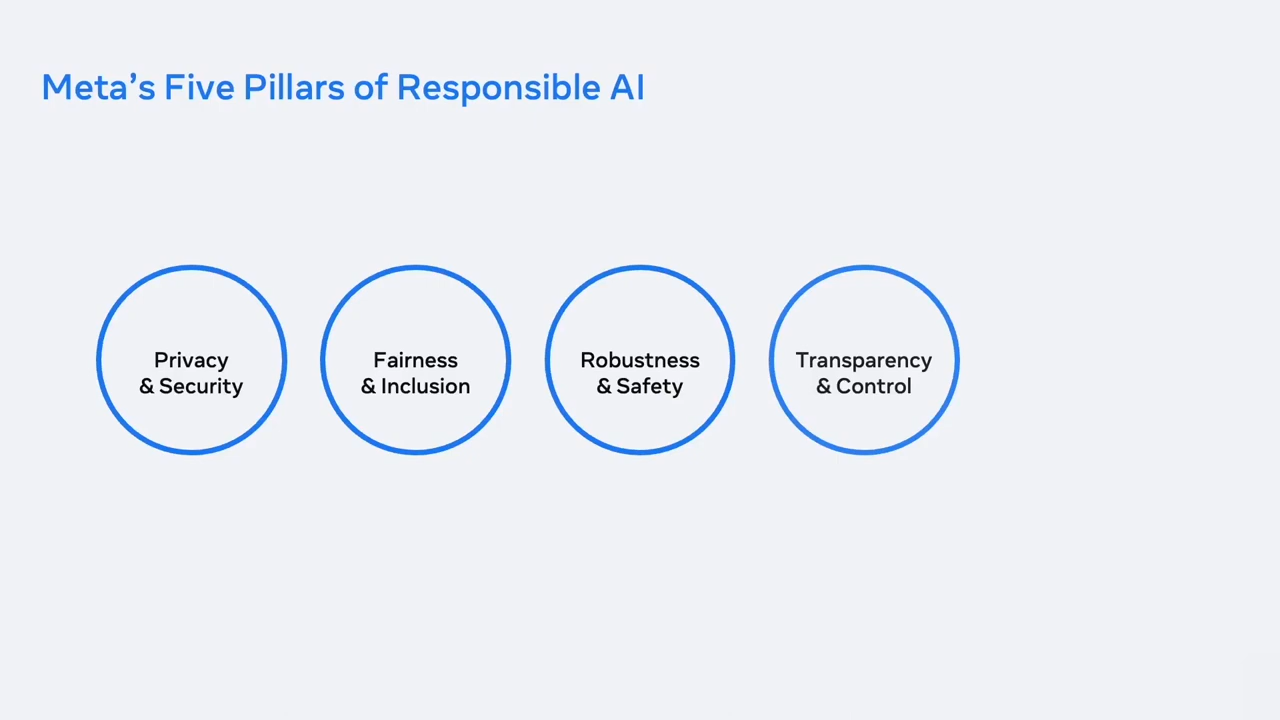 Meta’s Five Pillars of Responsible AI
Privacy
& Security
Fairness
& Inclusion
Robustness
& Safety
Transparency
& Control